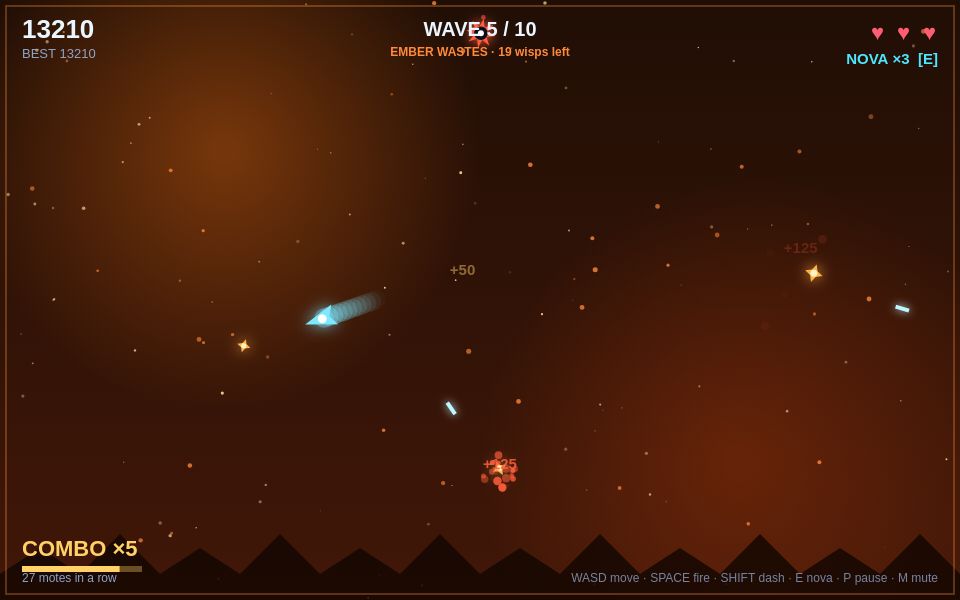 13210
BEST 13210
WAVE 5 / 10
EMBER WASTES · 19 wisps left
♥ ♥ ♥
NOVA ×3 [E]
+125
+50
+125
COMBO ×5
27 motes in a row
WASD move · SPACE fire · SHIFT dash · E nova · P pause · M mute